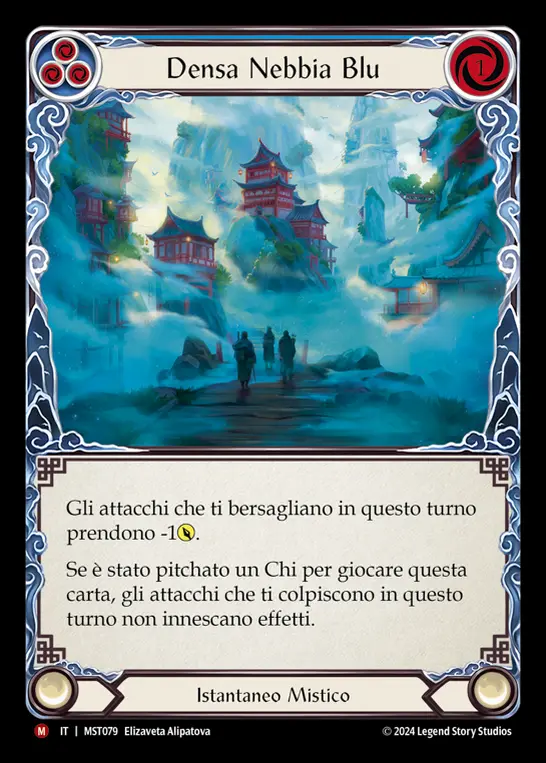 Densa Nebbia Blu
1
Gli attacchi che ti bersagliano in questo turno
prendono -1.
Se è stato pitchato un Chi per giocare questa
carta, gli attacchi che ti colpiscono in questo
turno non innescano effetti.
Istantaneo Mistico
M IT | MST079 Elizaveta Alipatova
© 2024 Legend Story Studios